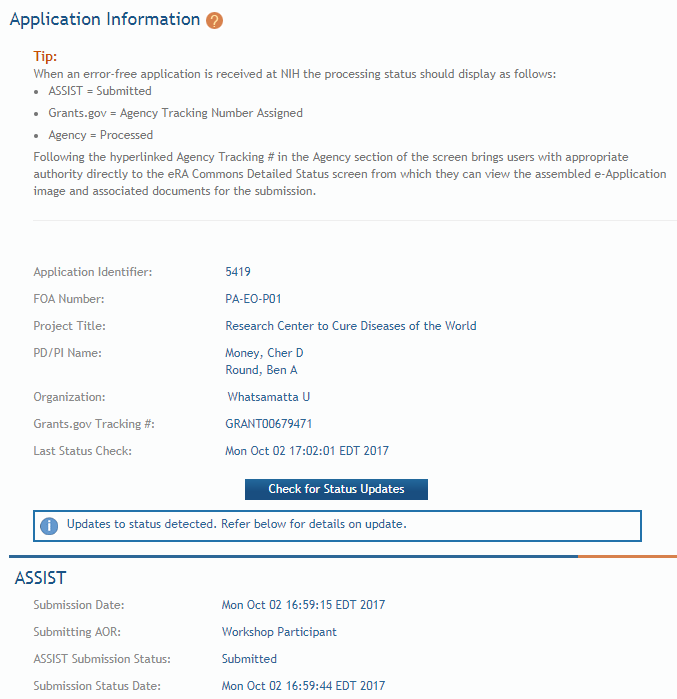 Application Information ?
Tip:
When an error-free application is received at NIH the processing status should display as follows:
• ASSIST = Submitted
• Grants.gov = Agency Tracking Number Assigned
• Agency = Processed
Following the hyperlinked Agency Tracking # in the Agency section of the screen brings users with appropriate
authority directly to the eRA Commons Detailed Status screen from which they can view the assembled e-Application
image and associated documents for the submission.
Application Identifier: 5419
FOA Number: PA-EO-P01
Project Title: Research Center to Cure Diseases of the World
PD/PI Name: Money, Cher D
Round, Ben A
Organization: Whatsamatta U
Grants.gov Tracking #: GRANT00679471
Last Status Check: Mon Oct 02 17:02:01 EDT 2017
Check for Status Updates
i Updates to status detected. Refer below for details on update.
ASSIST
Submission Date: Mon Oct 02 16:59:15 EDT 2017
Submitting AOR: Workshop Participant
ASSIST Submission Status: Submitted
Submission Status Date: Mon Oct 02 16:59:44 EDT 2017